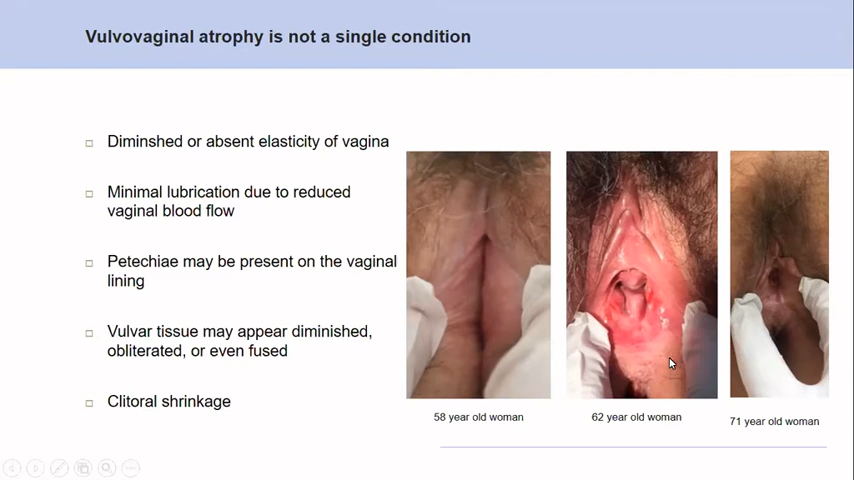 Vulvovaginal atrophy is not a single condition
Diminshed or absent elasticity of vagina
Minimal lubrication due to reduced
vaginal blood flow
Petechiae may be present on the vaginal
lining
Vulvar tissue may appear diminished,
obliterated, or even fused
Clitoral shrinkage
58 year old woman
62 year old woman
71 year old woman